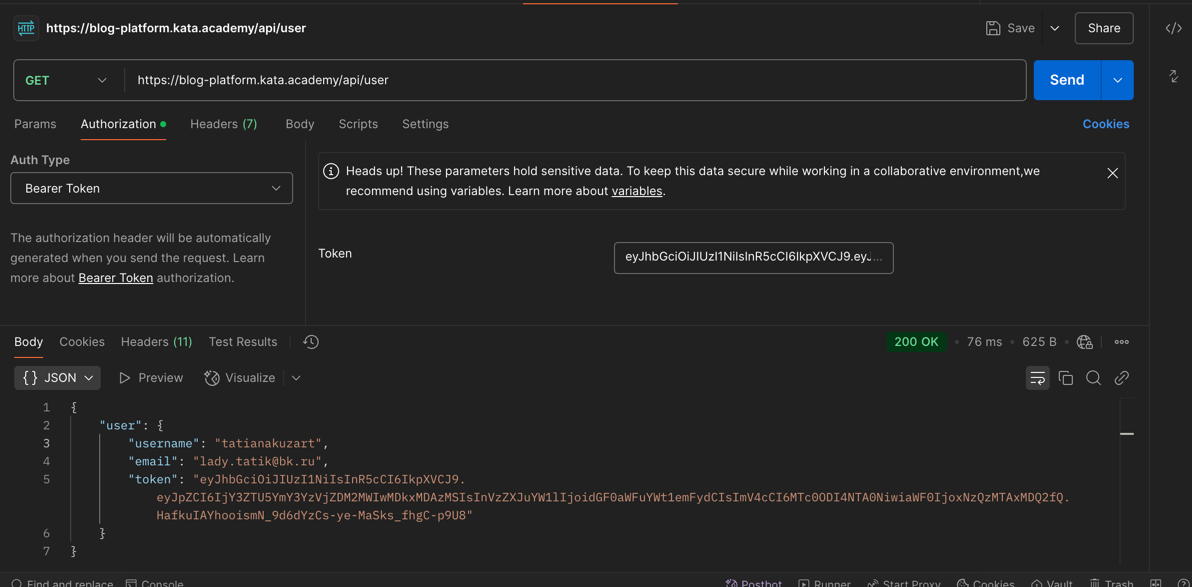 HTTP https://blog-platform.kata.academy/api/user Save Share
GET https://blog-platform.kata.academy/api/user Send
Params Authorization Headers (7) Body Scripts Settings Cookies
Auth Type
Bearer Token
The authorization header will be automatically
generated when you send the request. Learn
more about Bearer Token authorization.
Heads up! These parameters hold sensitive data. To keep this data secure while working in a collaborative environment,we
recommend using variables. Learn more about variables.
Token eyJhbGciOiJIUzI1NiIsInR5cCI6IkpXVCJ9.eyJ...
Body Cookies Headers (11) Test Results 200 OK • 76 ms • 625 B •
{} JSON Preview Visualize
1 {
2 "user": {
3 "username": "tatianakuzart",
4 "email": "lady.tatik@bk.ru",
5 "token": "eyJhbGciOiJIUzI1NiIsInR5cCI6IkpXVCJ9.
eyJpZCI6IjY3ZTU5YmY3YzVjZDM2MWIwMDkxMDAzMSIsInVzZXJuYW1lIjoidGF0aWFuYWt1emFydCIsImV4cCI6MTc0ODI4NTA0NiwiaWF0IjoxNzQzMTAxMDQ2fQ.
HafkuIAYhooismN_9d6dYzCs-ye-MaSks_fhgC-p9U8"
6 }
7 }
Find and replace Console Postbot Runner Start Proxy Cookies Vault Trash